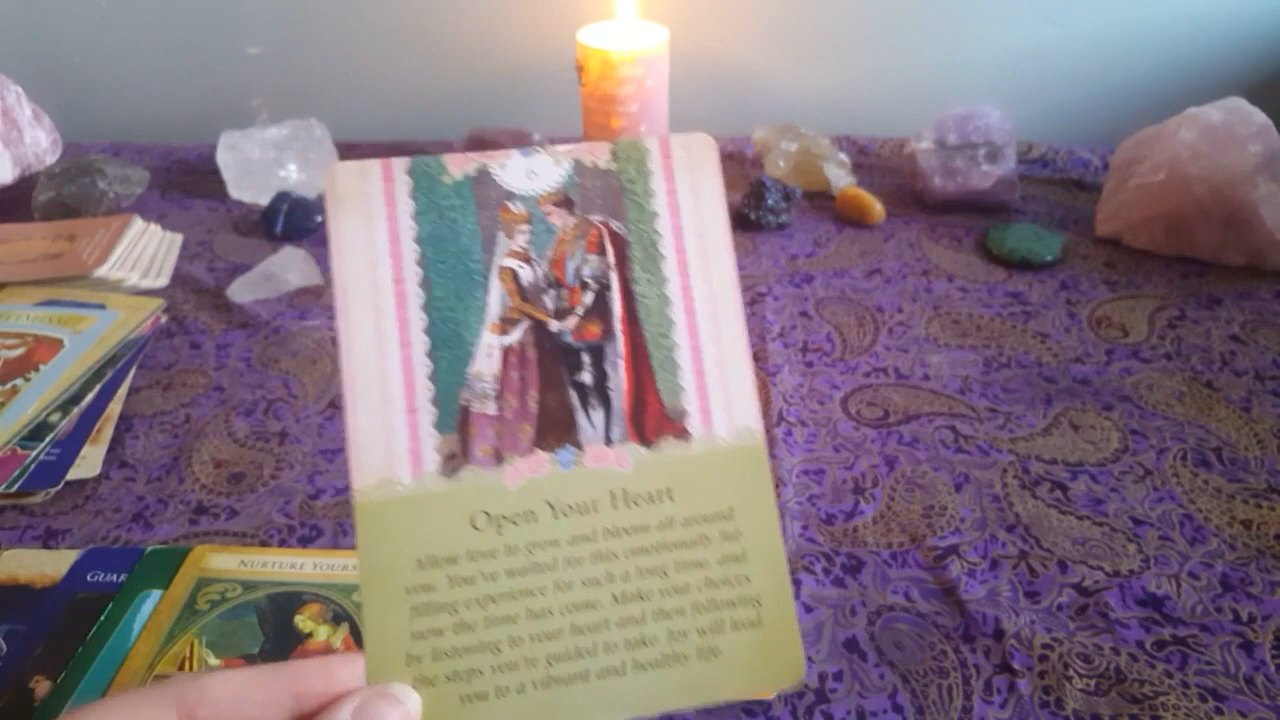 Open Your Heart
Allow love to grow and bloom all around
you. You've waited for this emotionally ful-
filling experience for such a long time and
now the time has come. Make your choices
by listening to your heart and then following
the steps you're guided to take. Joy will lead
you to a vibrant and healthy life.
GUAR
NURTURE YOURS